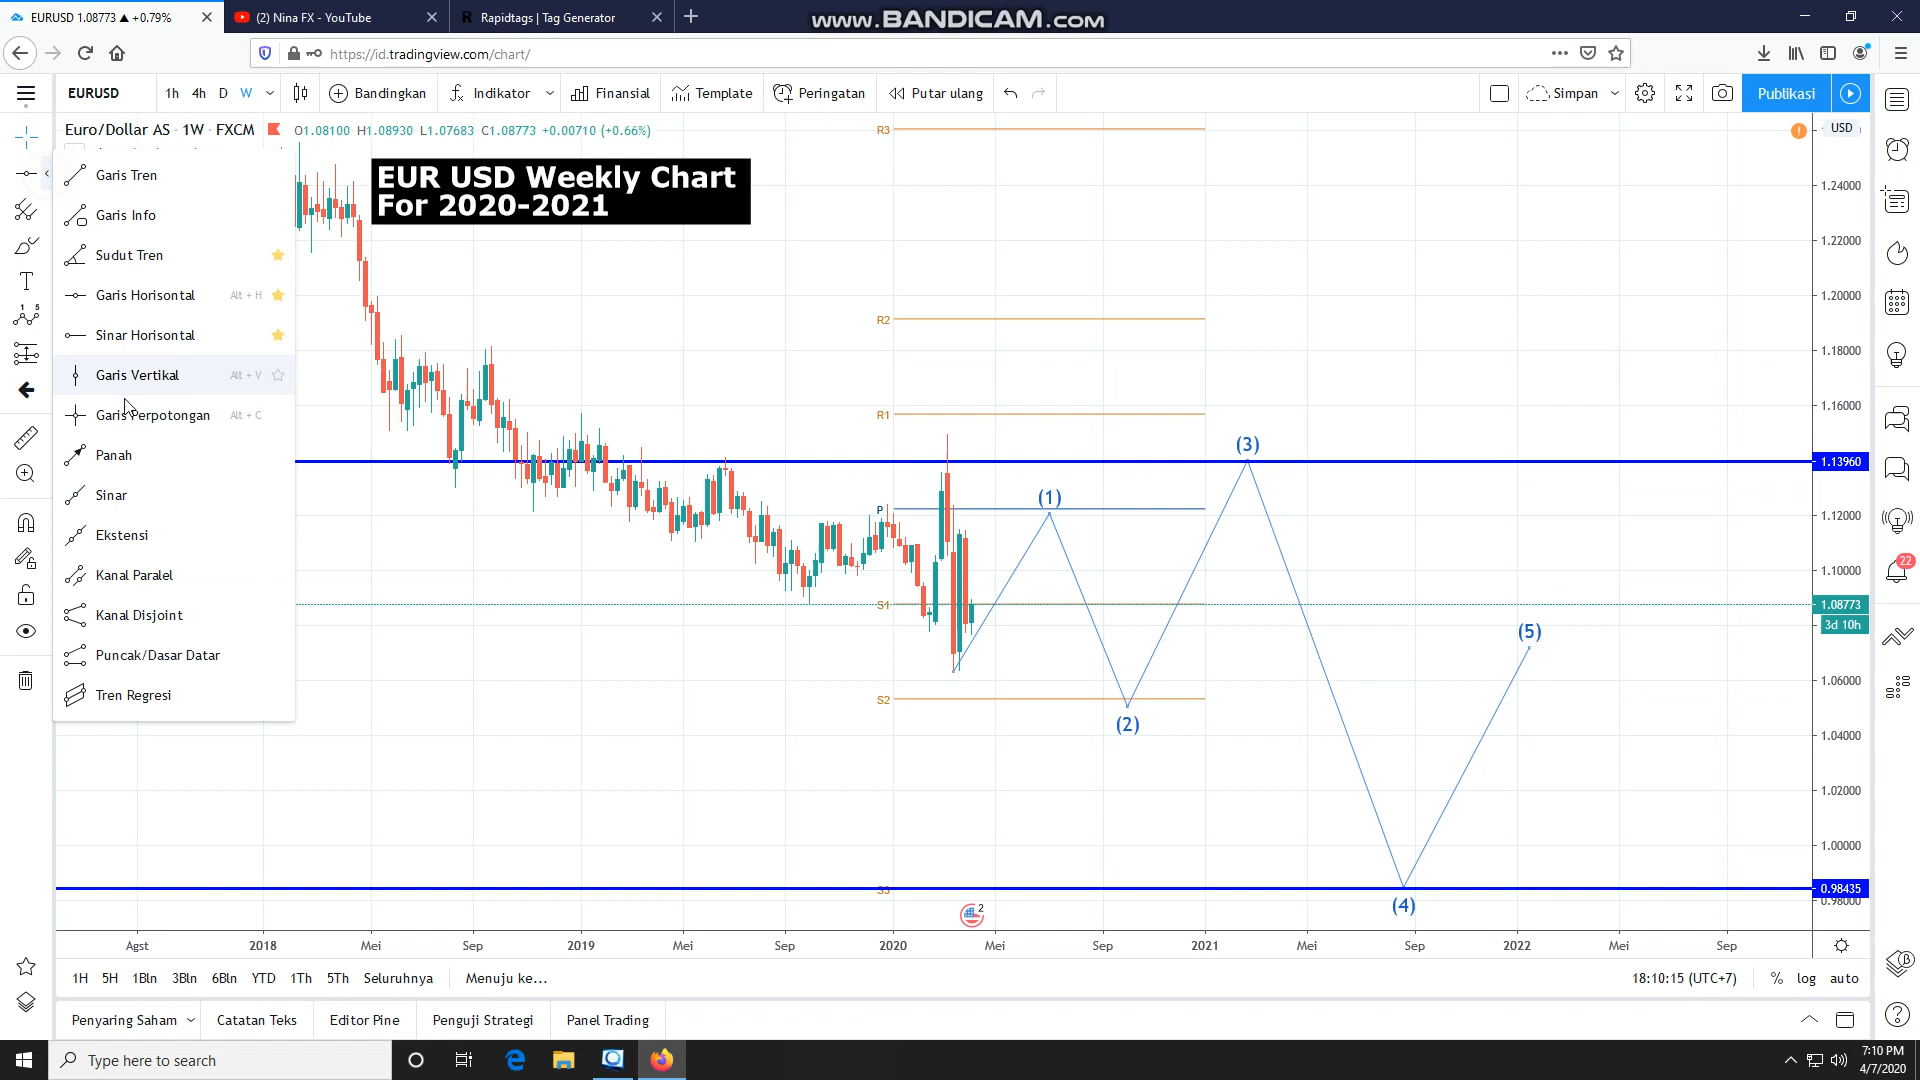 EURUSD 1.08773 ▲ +0.79%
(2) Nina FX - YouTube
Rapidtags | Tag Generator
WWW.BANDICAM.COM
https://id.tradingview.com/chart/
EURUSD
1h
4h
D
W
Bandingkan
Indikator
Finansial
Template
Peringatan
Putar ulang
Simpan
Publikasi
Euro/Dollar AS · 1W · FXCM
O1.08100 H1.08930 L1.07683 C1.08773 +0.00710 (+0.66%)
USD
EUR USD Weekly Chart
For 2020-2021
Garis Tren
Garis Info
Sudut Tren
Garis Horisontal Alt + H
Sinar Horisontal
Garis Vertikal Alt + V
Garis Perpotongan Alt + C
Panah
Sinar
Ekstensi
Kanal Paralel
Kanal Disjoint
Puncak/Dasar Datar
Tren Regresi
R3
R2
R1
P
S1
S2
S3
(1)
(2)
(3)
(4)
(5)
1.24000
1.22000
1.20000
1.18000
1.16000
1.13960
1.12000
1.10000
1.08773
3d 10h
1.06000
1.04000
1.02000
1.00000
0.98435
0.98000
22
2
Agst
2018
Mei
Sep
2019
Mei
Sep
2020
Mei
Sep
2021
Mei
Sep
2022
Mei
Sep
1H
5H
1Bln
3Bln
6Bln
YTD
1Th
5Th
Seluruhnya
Menuju ke...
18:10:15 (UTC+7)
%
log
auto
Penyaring Saham
Catatan Teks
Editor Pine
Penguji Strategi
Panel Trading
Type here to search
7:10 PM
4/7/2020